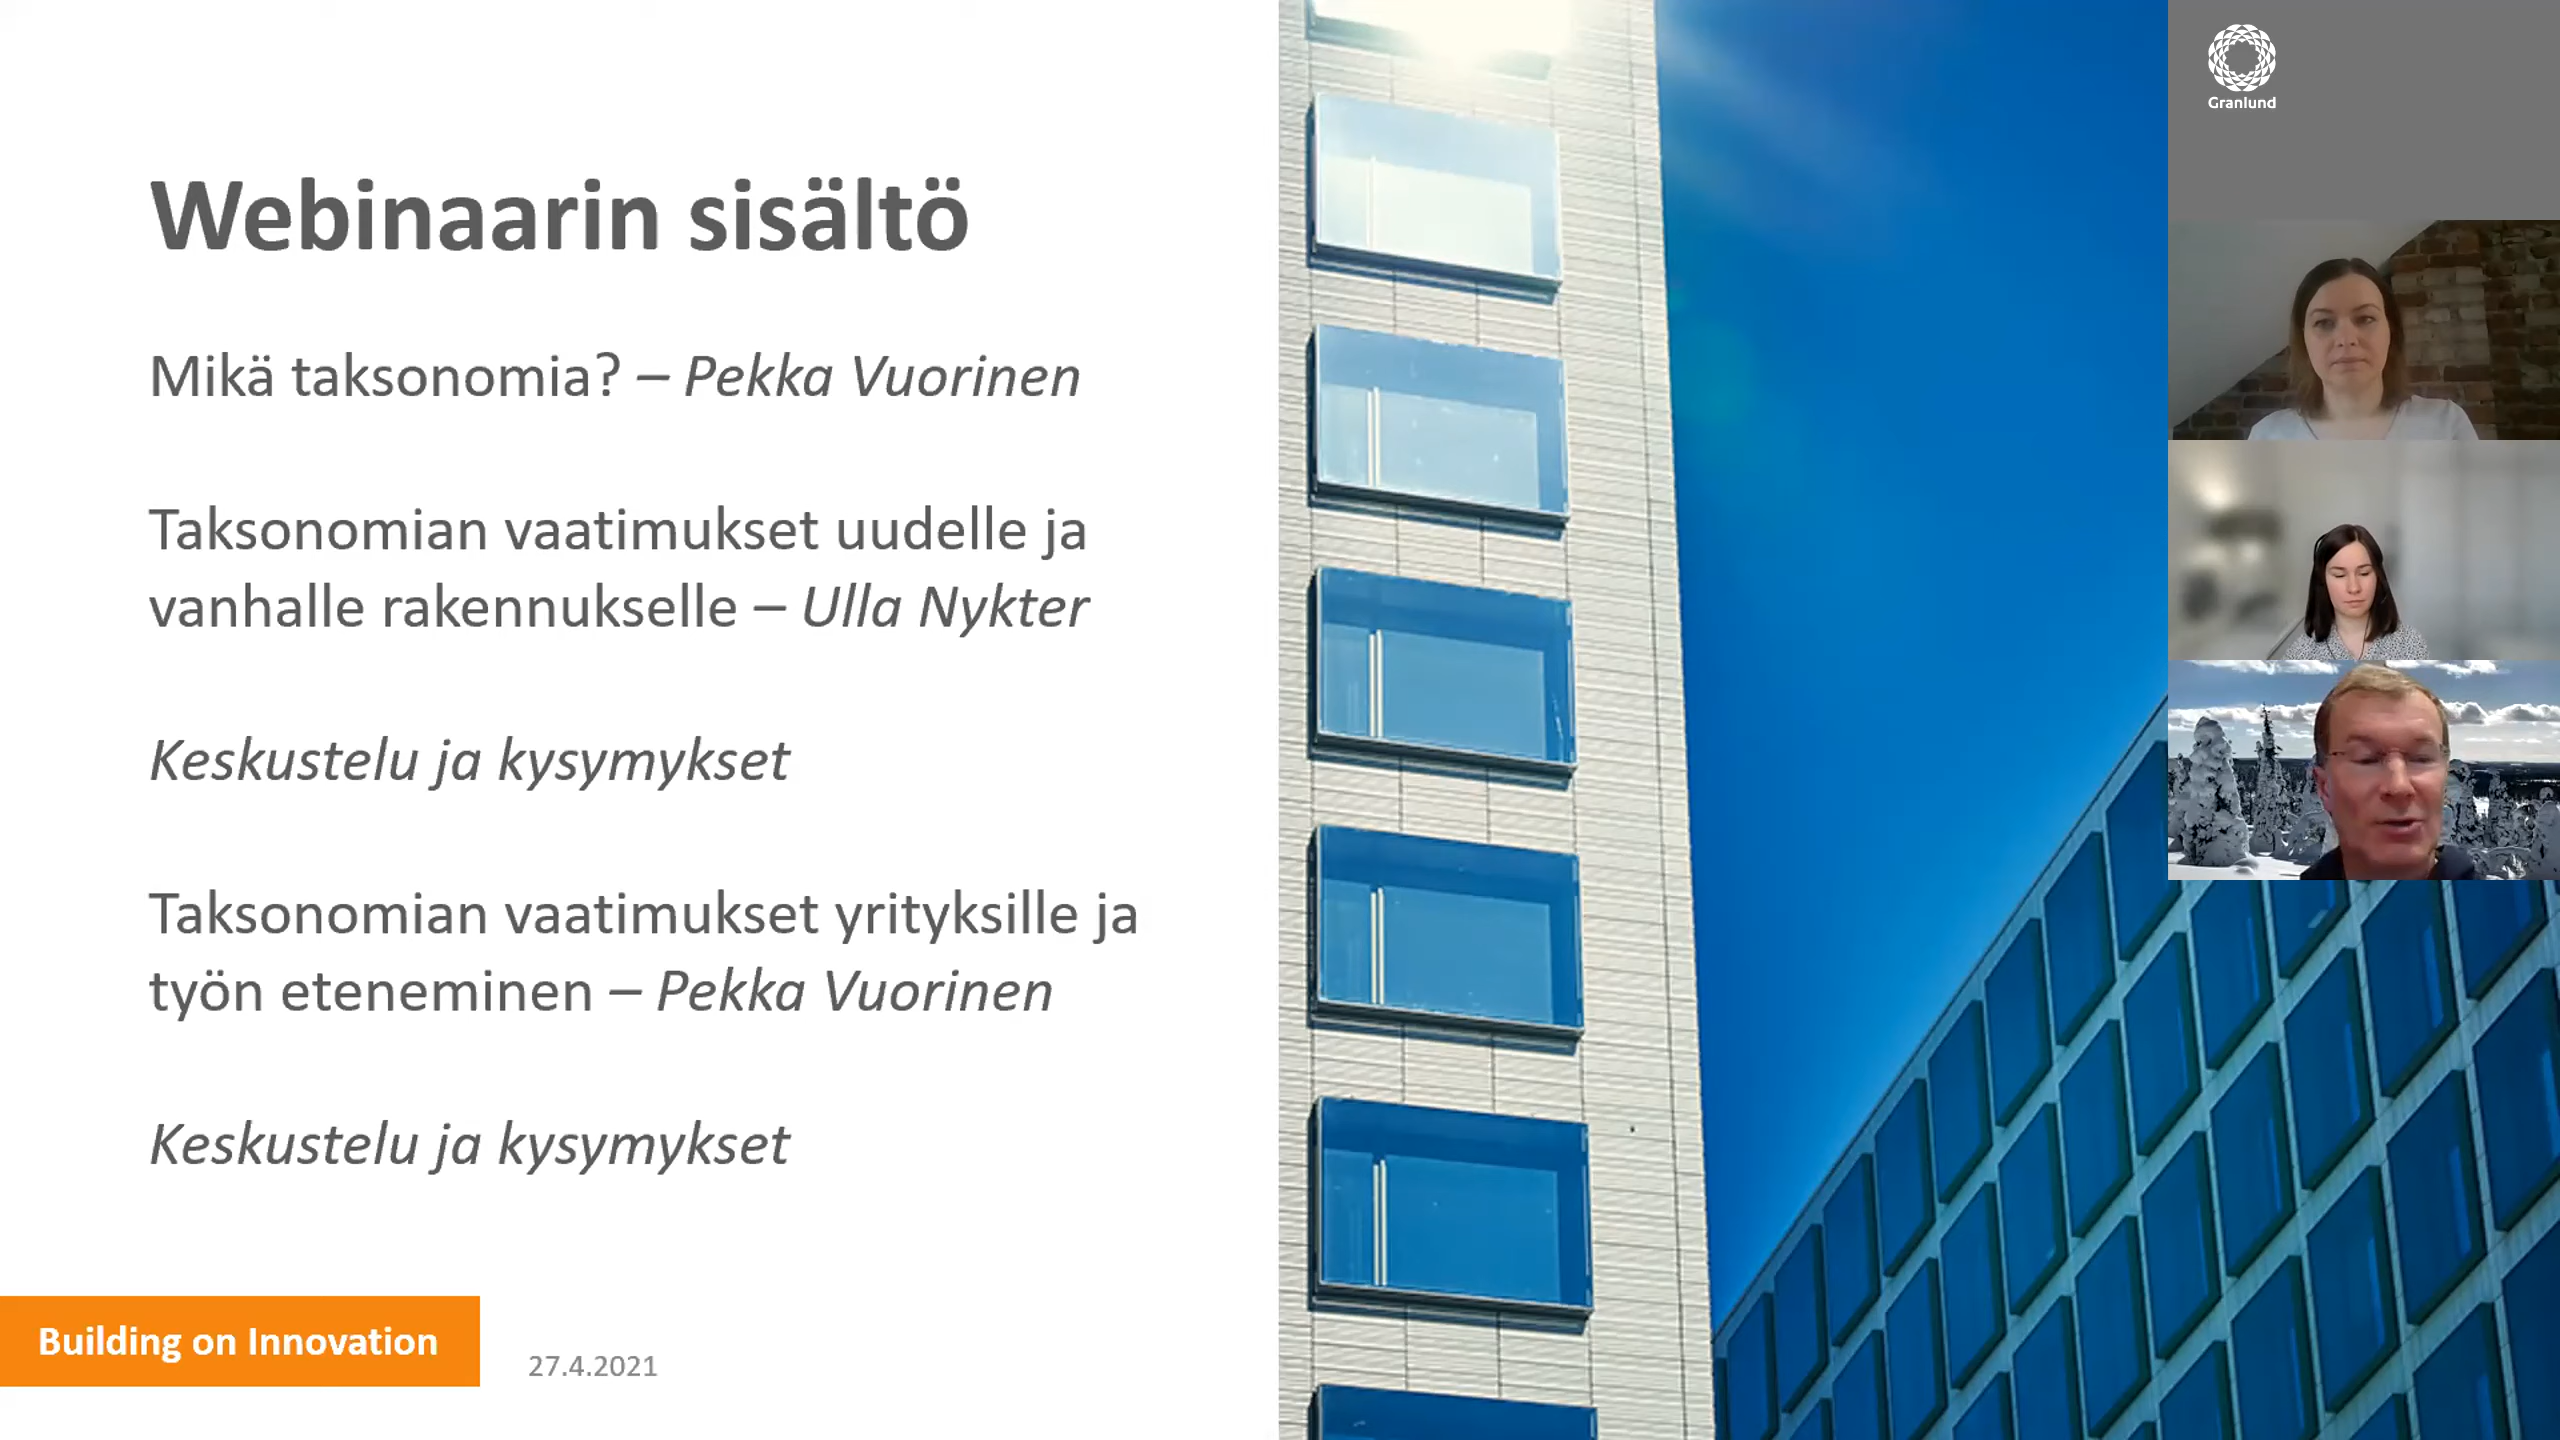 Webinaarin sisältö
Mikä taksonomia? – Pekka Vuorinen
Taksonomian vaatimukset uudelle ja
vanhalle rakennukselle – Ulla Nykter
Keskustelu ja kysymykset
Taksonomian vaatimukset yrityksille ja
työn eteneminen – Pekka Vuorinen
Keskustelu ja kysymykset
Building on Innovation
27.4.2021
Granlund